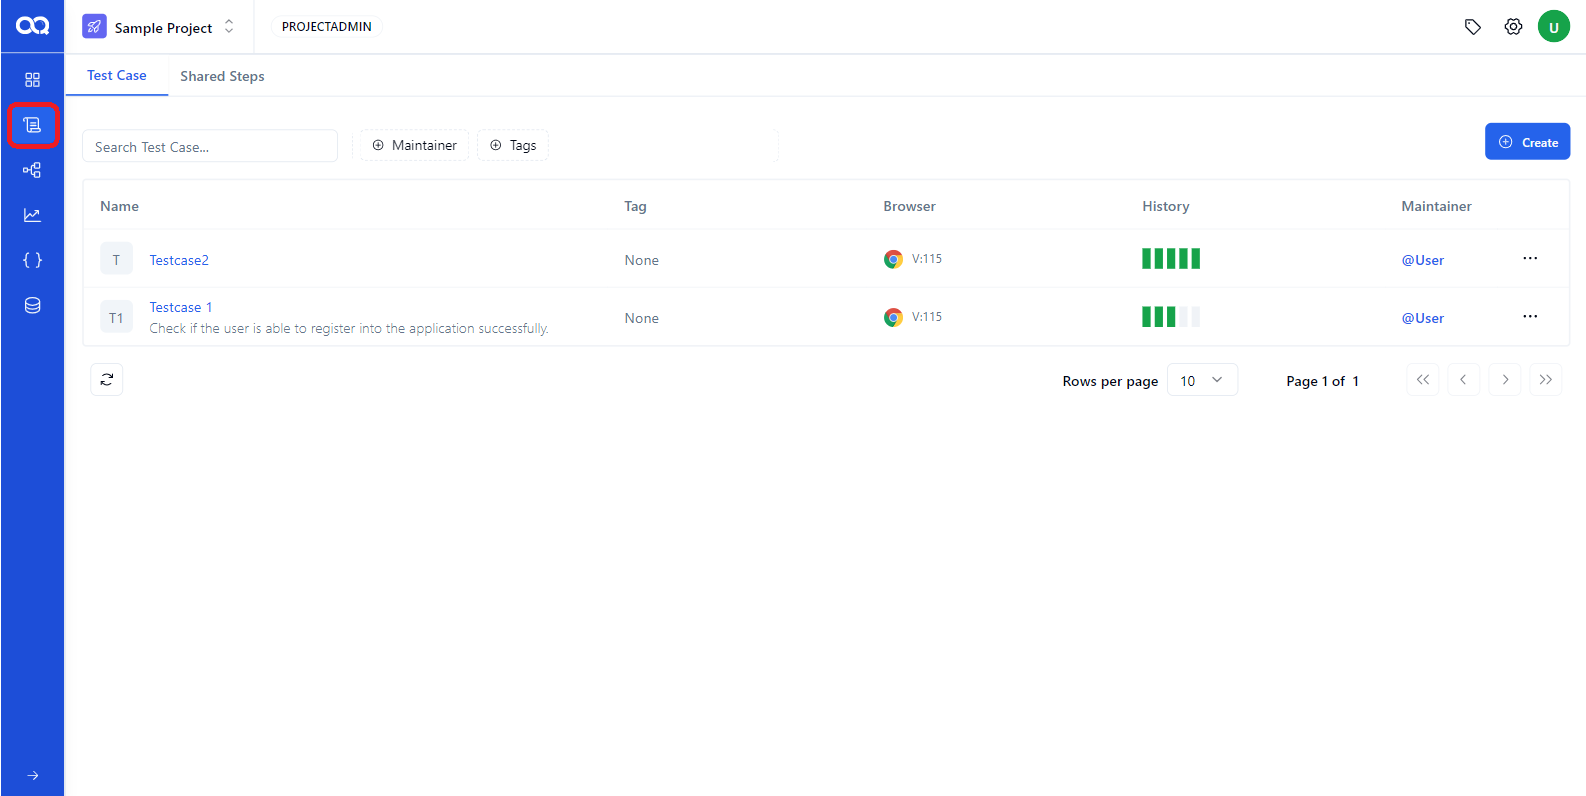 Sample Project
PROJECTADMIN
U
Test Case
Shared Steps
Search Test Case...
Maintainer
Tags
Create
Name Tag Browser History Maintainer
T Testcase2 None V:115 @User
T1 Testcase 1 None V:115 @User
Check if the user is able to register into the application successfully.
Rows per page 10 Page 1 of 1